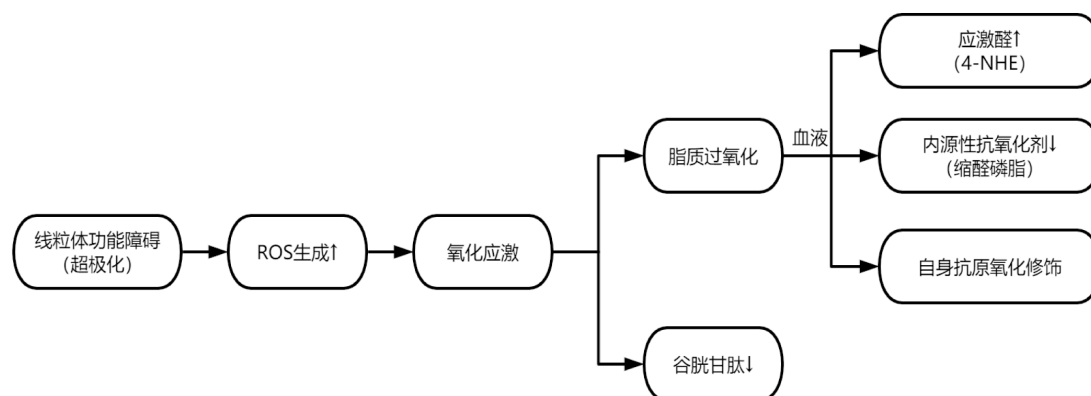 线粒体功能障碍
(超极化)
ROS生成↑
氧化应激
脂质过氧化
谷胱甘肽↓
血液
应激醛↑
(4-NHE)
内源性抗氧化剂↓
(缩醛磷脂)
自身抗原氧化修饰